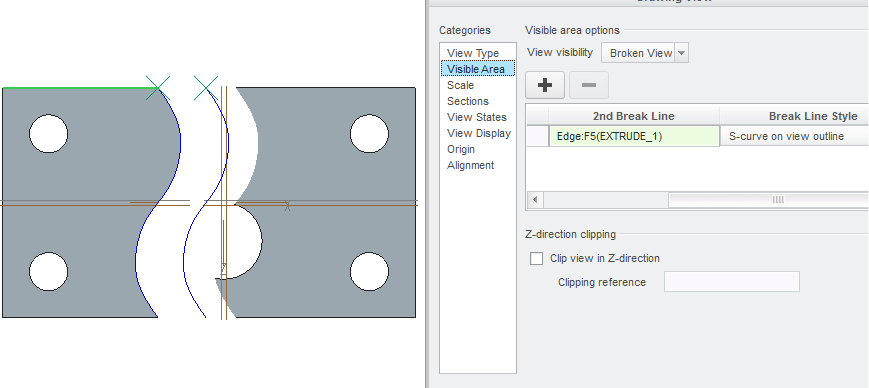 Drawing View
Categories
View Type
Visible Area
Scale
Sections
View States
View Display
Origin
Alignment
Visible area options
View visibility Broken View
2nd Break Line Break Line Style
Edge:F5(EXTRUDE_1) S-curve on view outline
Z-direction clipping
Clip view in Z-direction
Clipping reference